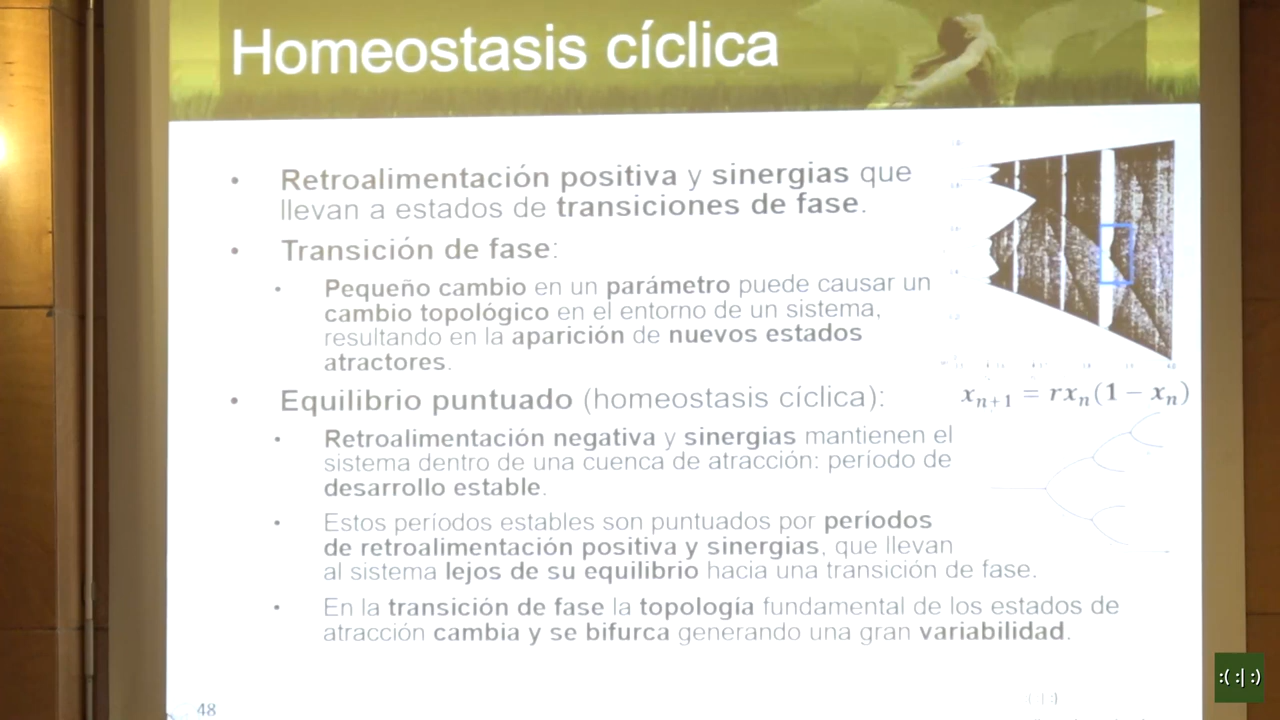 Homeostasis cíclica
• Retroalimentación positiva y sinergias que
llevan a estados de transiciones de fase.
• Transición de fase:
• Pequeño cambio en un parámetro puede causar un
cambio topológico en el entorno de un sistema,
resultando en la aparición de nuevos estados
atractores.
x_{n+1} = rx_n(1 − x_n)
• Equilibrio puntuado (homeostasis cíclica):
• Retroalimentación negativa y sinergias mantienen el
sistema dentro de una cuenca de atracción: período de
desarrollo estable.
• Estos períodos estables son puntuados por períodos
de retroalimentación positiva y sinergias, que llevan
al sistema lejos de su equilibrio hacia una transición de fase.
• En la transición de fase la topología fundamental de los estados de
atracción cambia y se bifurca generando una gran variabilidad.
48
:( :| :)